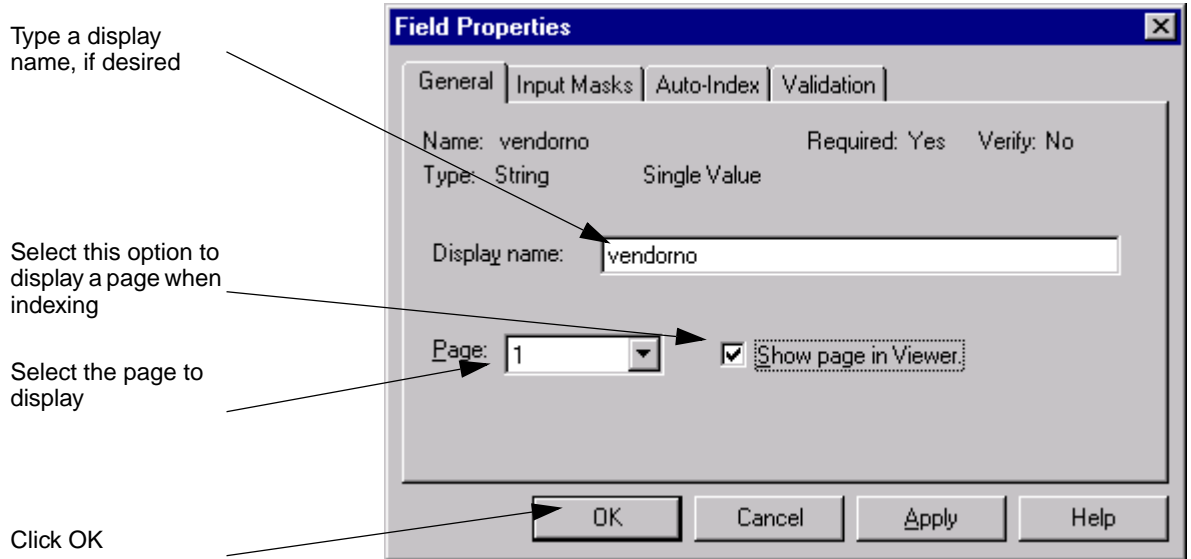 Type a display
name, if desired
Field Properties
General Input Masks Auto-Index Validation
Name: vendorno Required: Yes Verify: No
Type: String Single Value
Select this option to
display a page when
indexing
Display name: vendorno
Page: 1 Show page in Viewer.
Select the page to
display
Click OK
OK Cancel Apply Help